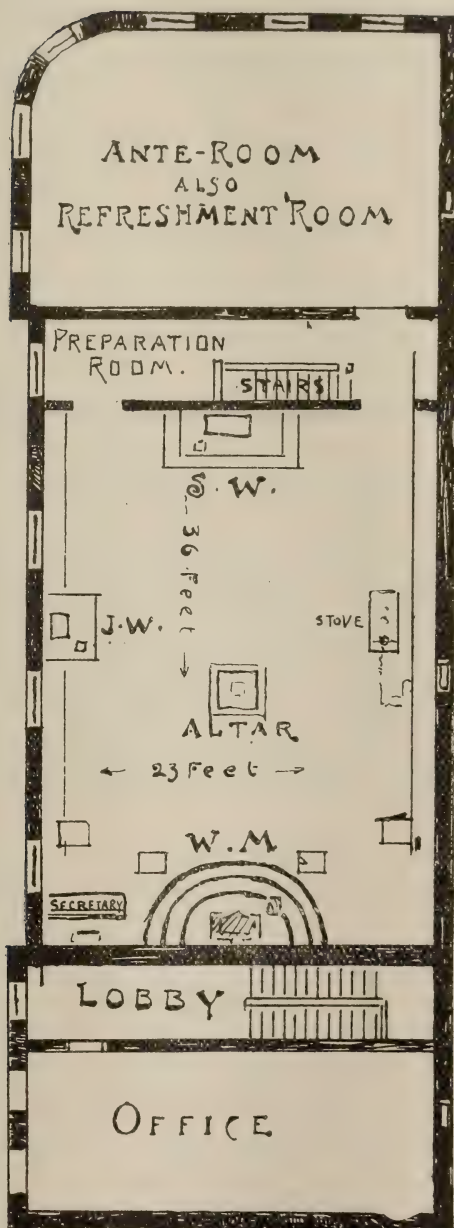 ANTE-ROOM
ALSO
REFRESHMENT ROOM
PREPARATION
ROOM.
STAIRS
S.W.
36 Feet
J.W.
STOVE
ALTAR
23 Feet
W.M
SECRETARY
LOBBY
OFFICE